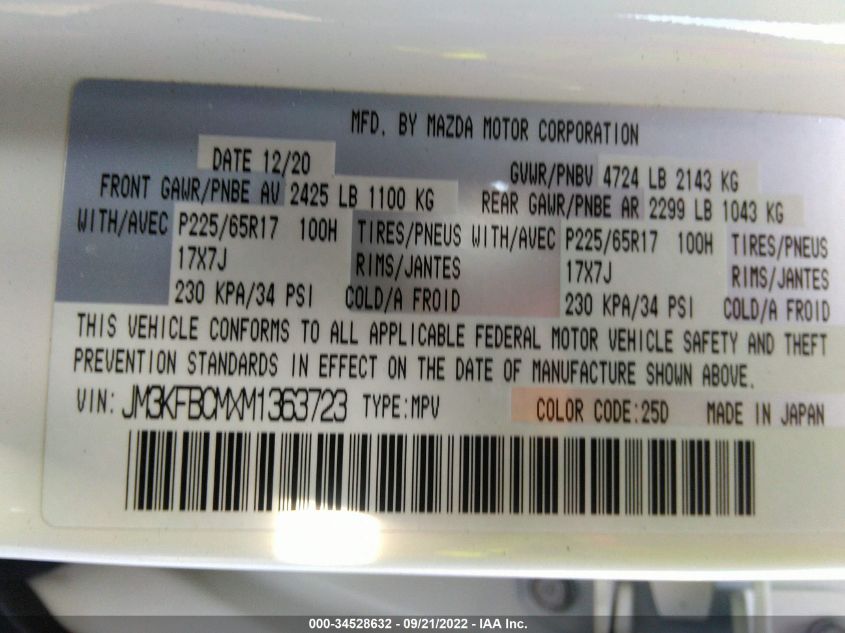 MFD. BY MAZDA MOTOR CORPORATION
DATE 12/20 GVWR/PNBV 4724 LB 2143 KG
FRONT GAWR/PNBE AV 2425 LB 1100 KG REAR GAWR/PNBE AR 2299 LB 1043 KG
WITH/AVEC P225/65R17 100H TIRES/PNEUS WITH/AVEC P225/65R17 100H TIRES/PNEUS
17X7J RIMS/JANTES 17X7J RIMS/JANTES
230 KPA/34 PSI COLD/A FROID 230 KPA/34 PSI COLD/A FROID
THIS VEHICLE CONFORMS TO ALL APPLICABLE FEDERAL MOTOR VEHICLE SAFETY AND THEFT
PREVENTION STANDARDS IN EFFECT ON THE DATE OF MANUFACTURE SHOWN ABOVE.
VIN: JM3KFBCMXM1363723 TYPE:MPV COLOR CODE:25D MADE IN JAPAN
000-34528632 - 09/21/2022 - IAA Inc.